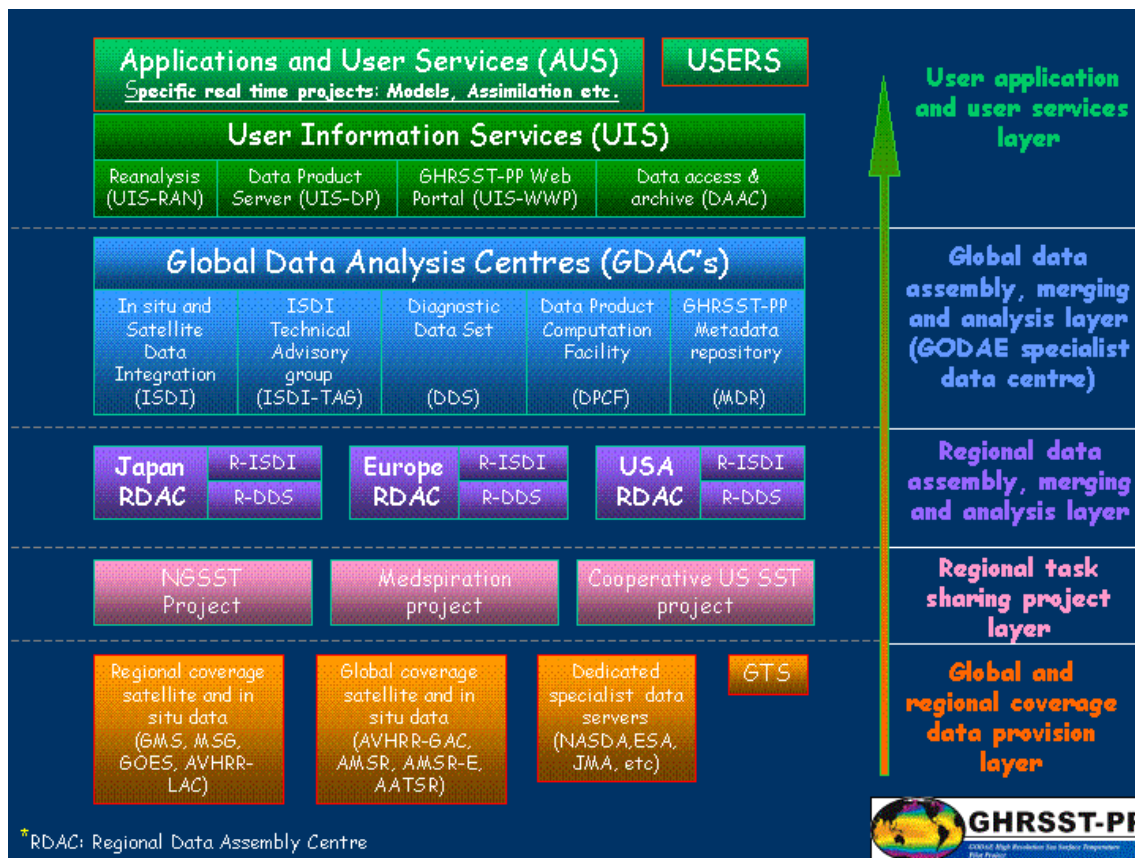 Applications and User Services (AUS)
Specific real time projects: Models, Assimilation etc.
USERS
User application
and user services
layer
User Information Services (UIS)
Reanalysis
(UIS-RAN)
Data Product
Server (UIS-DP)
GHRSST-PP Web
Portal (UIS-WWP)
Data access &
archive (DAAC)
Global Data Analysis Centres (GDAC's)
In situ and
Satellite
Data
Integration
(ISDI)
ISDI
Technical
Advisory
group
(ISDI-TAG)
Diagnostic
Data Set
(DDS)
Data Product
Computation
Facility
(DPCF)
GHRSST-PP
Metadata
repository
(MDR)
Global data
assembly, merging
and analysis layer
(GODAE specialist
data centre)
Japan
RDAC
R-ISDI
R-DDS
Europe
RDAC
R-ISDI
R-DDS
USA
RDAC
R-ISDI
R-DDS
Regional data
assembly, merging
and analysis layer
NGSST
Project
Medspiration
project
Cooperative US SST
project
Regional task
sharing project
layer
Regional coverage
satellite and in
situ data
(GMS, MSG,
GOES, AVHRR-
LAC)
Global coverage
satellite and in
situ data
(AVHRR-GAC,
AMSR, AMSR-E,
AATSR)
Dedicated
specialist data
servers
(NASDA,ESA,
JMA, etc)
GTS
Global and
regional coverage
data provision
layer
*RDAC: Regional Data Assembly Centre
GHRSST-PP
GODAE High Resolution Sea Surface Temperature
Pilot Project